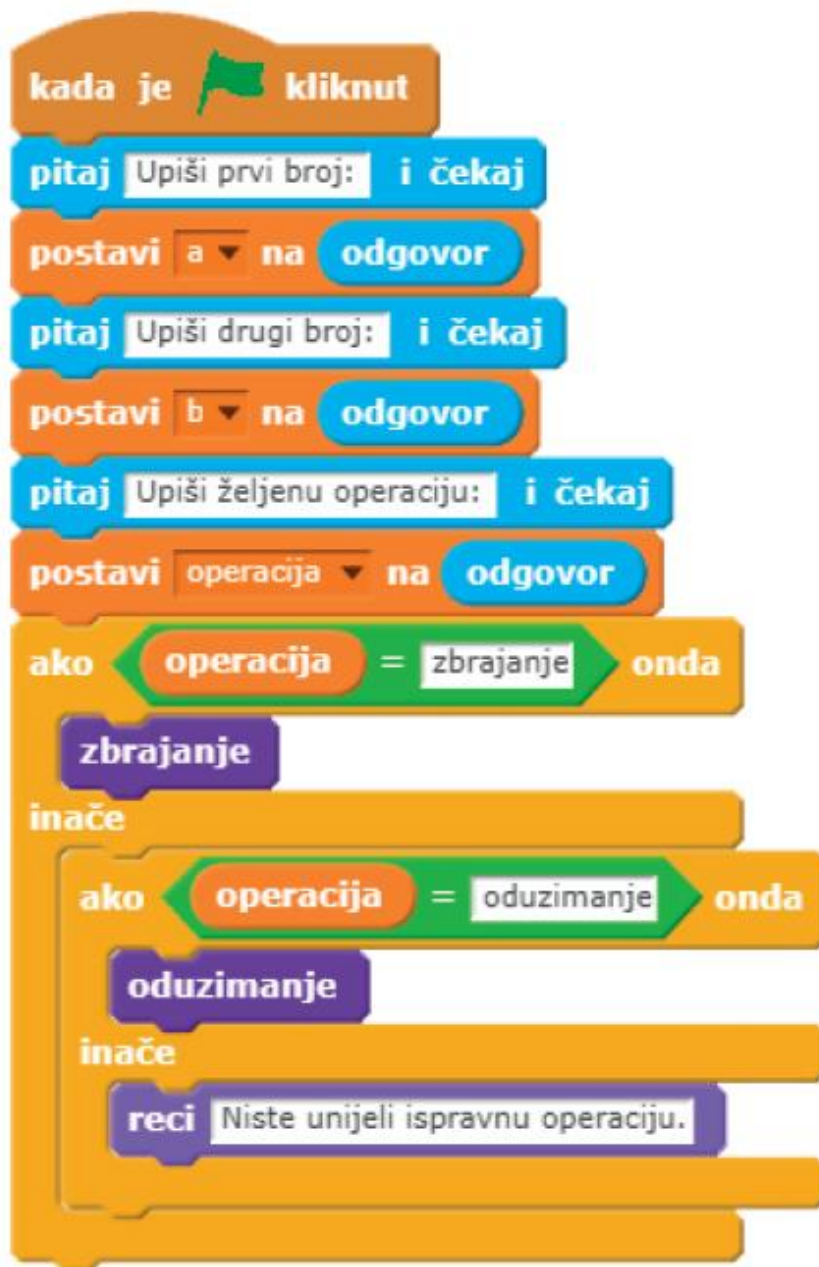 kada je kliknut
pitaj Upiši prvi broj: i čekaj
postavi a na odgovor
pitaj Upiši drugi broj: i čekaj
postavi b na odgovor
pitaj Upiši željenu operaciju: i čekaj
postavi operacija na odgovor
ako operacija = zbrajanje onda
zbrajanje
inače
ako operacija = oduzimanje onda
oduzimanje
inače
reci Niste unijeli ispravnu operaciju.